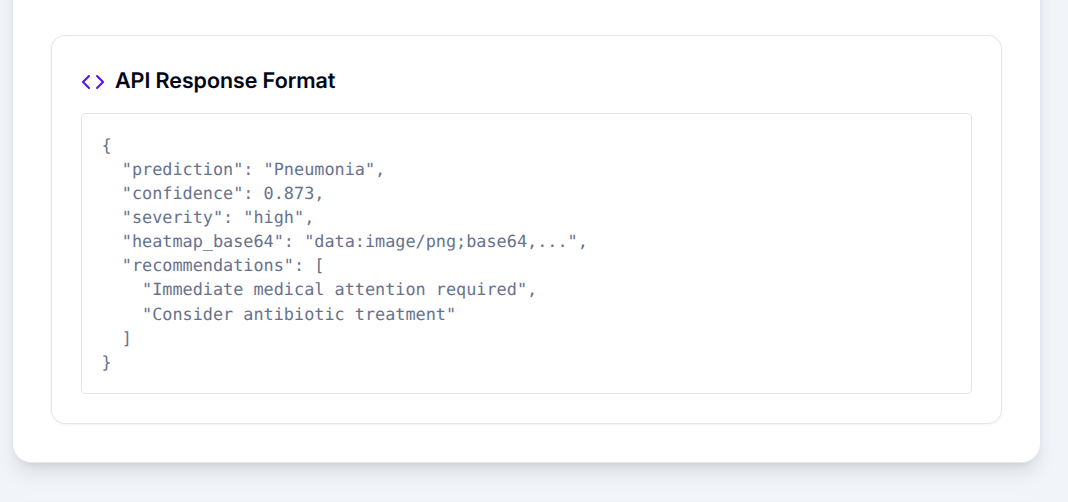 API Response Format
{
  "prediction": "Pneumonia",
  "confidence": 0.873,
  "severity": "high",
  "heatmap_base64": "data:image/png;base64,...",
  "recommendations": [
    "Immediate medical attention required",
    "Consider antibiotic treatment"
  ]
}